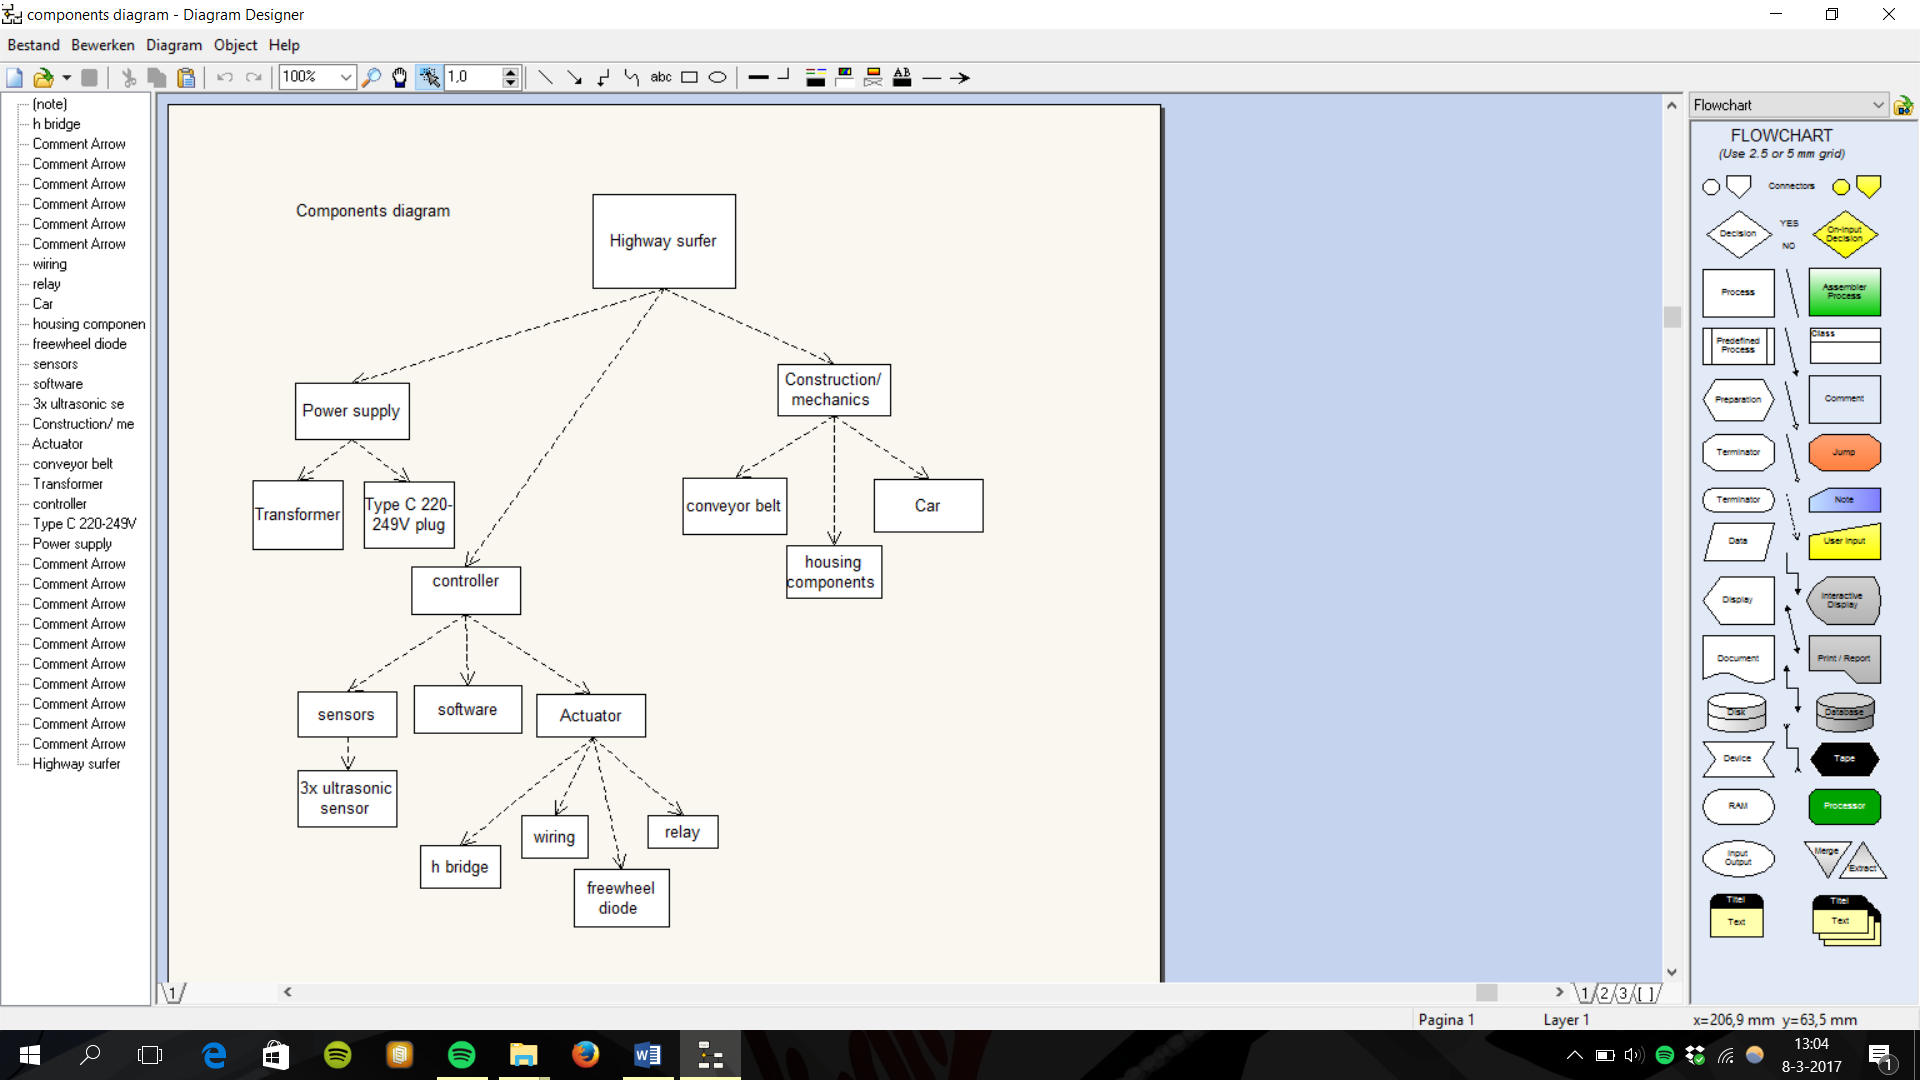 components diagram - Diagram Designer
Bestand Bewerken Diagram Object Help
100%
1,0
abc
AB
(note)
h bridge
Comment Arrow
Comment Arrow
Comment Arrow
Comment Arrow
Comment Arrow
Comment Arrow
wiring
relay
Car
housing componen
freewheel diode
sensors
software
3x ultrasonic se
Construction/ me
Actuator
conveyor belt
Transformer
controller
Type C 220-249V
Power supply
Comment Arrow
Comment Arrow
Comment Arrow
Comment Arrow
Comment Arrow
Comment Arrow
Comment Arrow
Comment Arrow
Comment Arrow
Comment Arrow
Highway surfer
Components diagram
Highway surfer
Power supply
Construction/
mechanics
Transformer
Type C 220-
249V plug
conveyor belt
Car
housing
components
controller
sensors
software
Actuator
3x ultrasonic
sensor
h bridge
wiring
relay
freewheel
diode
Flowchart
FLOWCHART
(Use 2.5 or 5 mm grid)
Connectors
Decision
YES
NO
On-input
Decision
Process
Assembler
Process
Predefined
Process
Class
Preparation
Comment
Terminator
Jump
Terminator
Note
Data
User Input
Display
Interactive
Display
Document
Print / Report
Disk
Database
Device
Tape
RAM
Processor
Input
Output
Merge
Extract
Titel
Text
Titel
Text
1
1 2 3 [ ]
Pagina 1
Layer 1
x=206,9 mm y=63,5 mm
13:04
8-3-2017
1